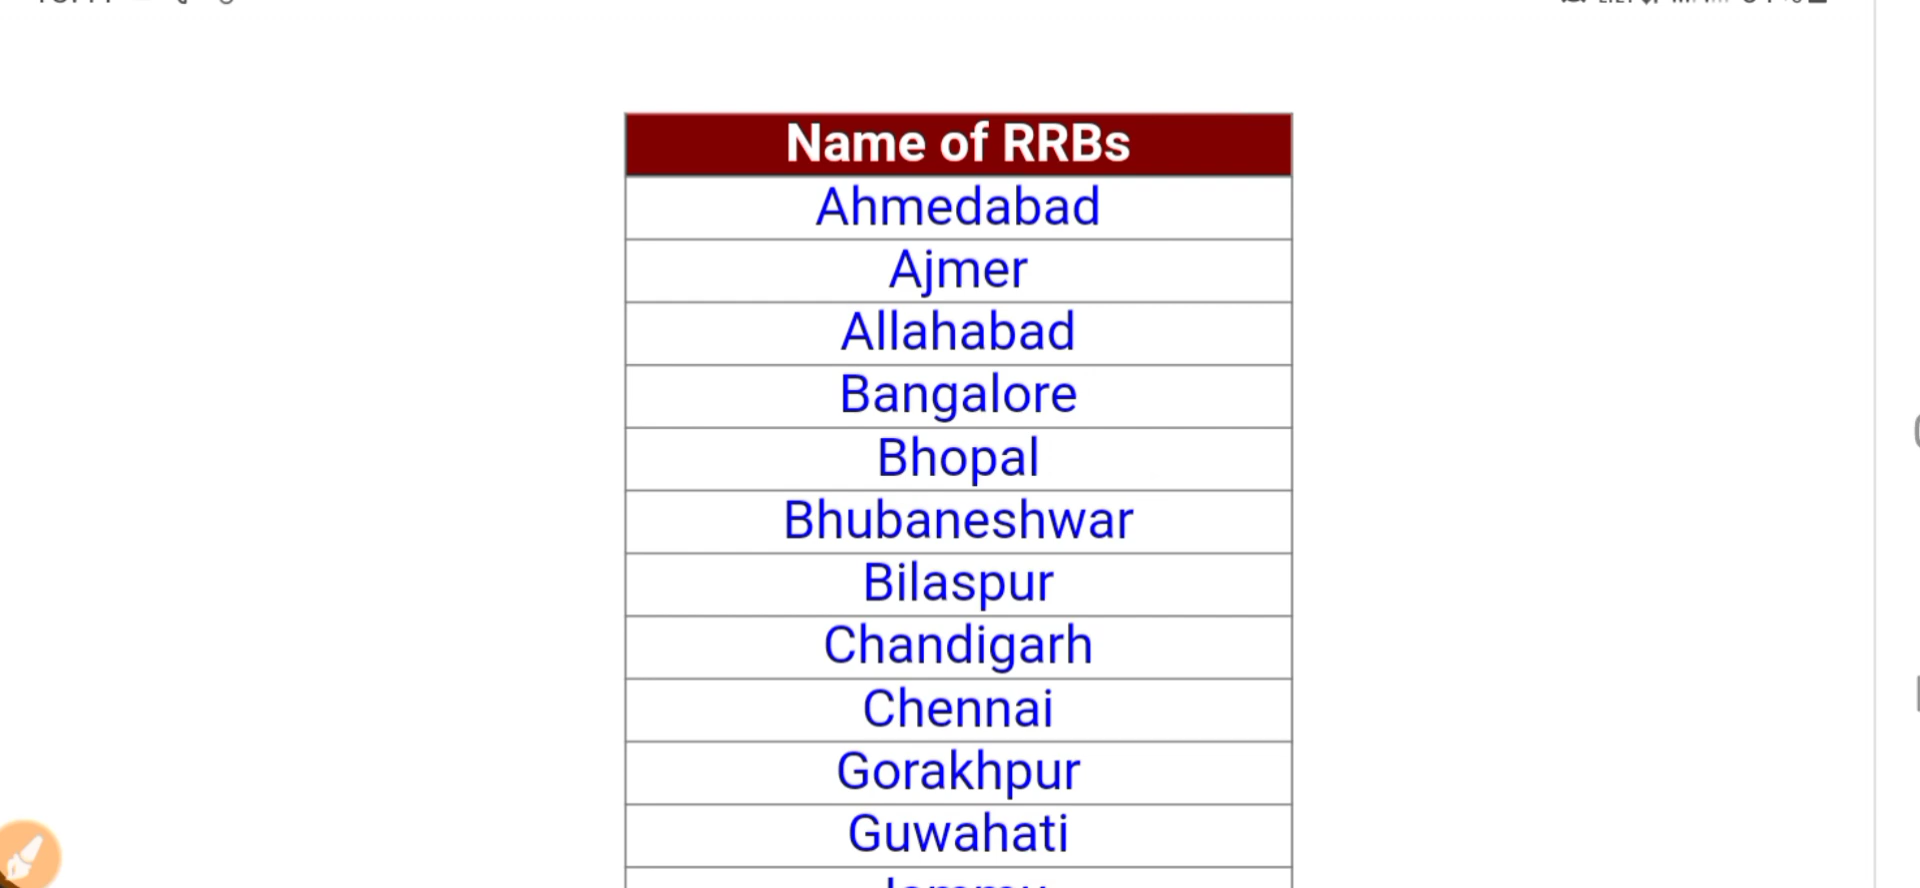 Name of RRBs
Ahmedabad
Ajmer
Allahabad
Bangalore
Bhopal
Bhubaneshwar
Bilaspur
Chandigarh
Chennai
Gorakhpur
Guwahati